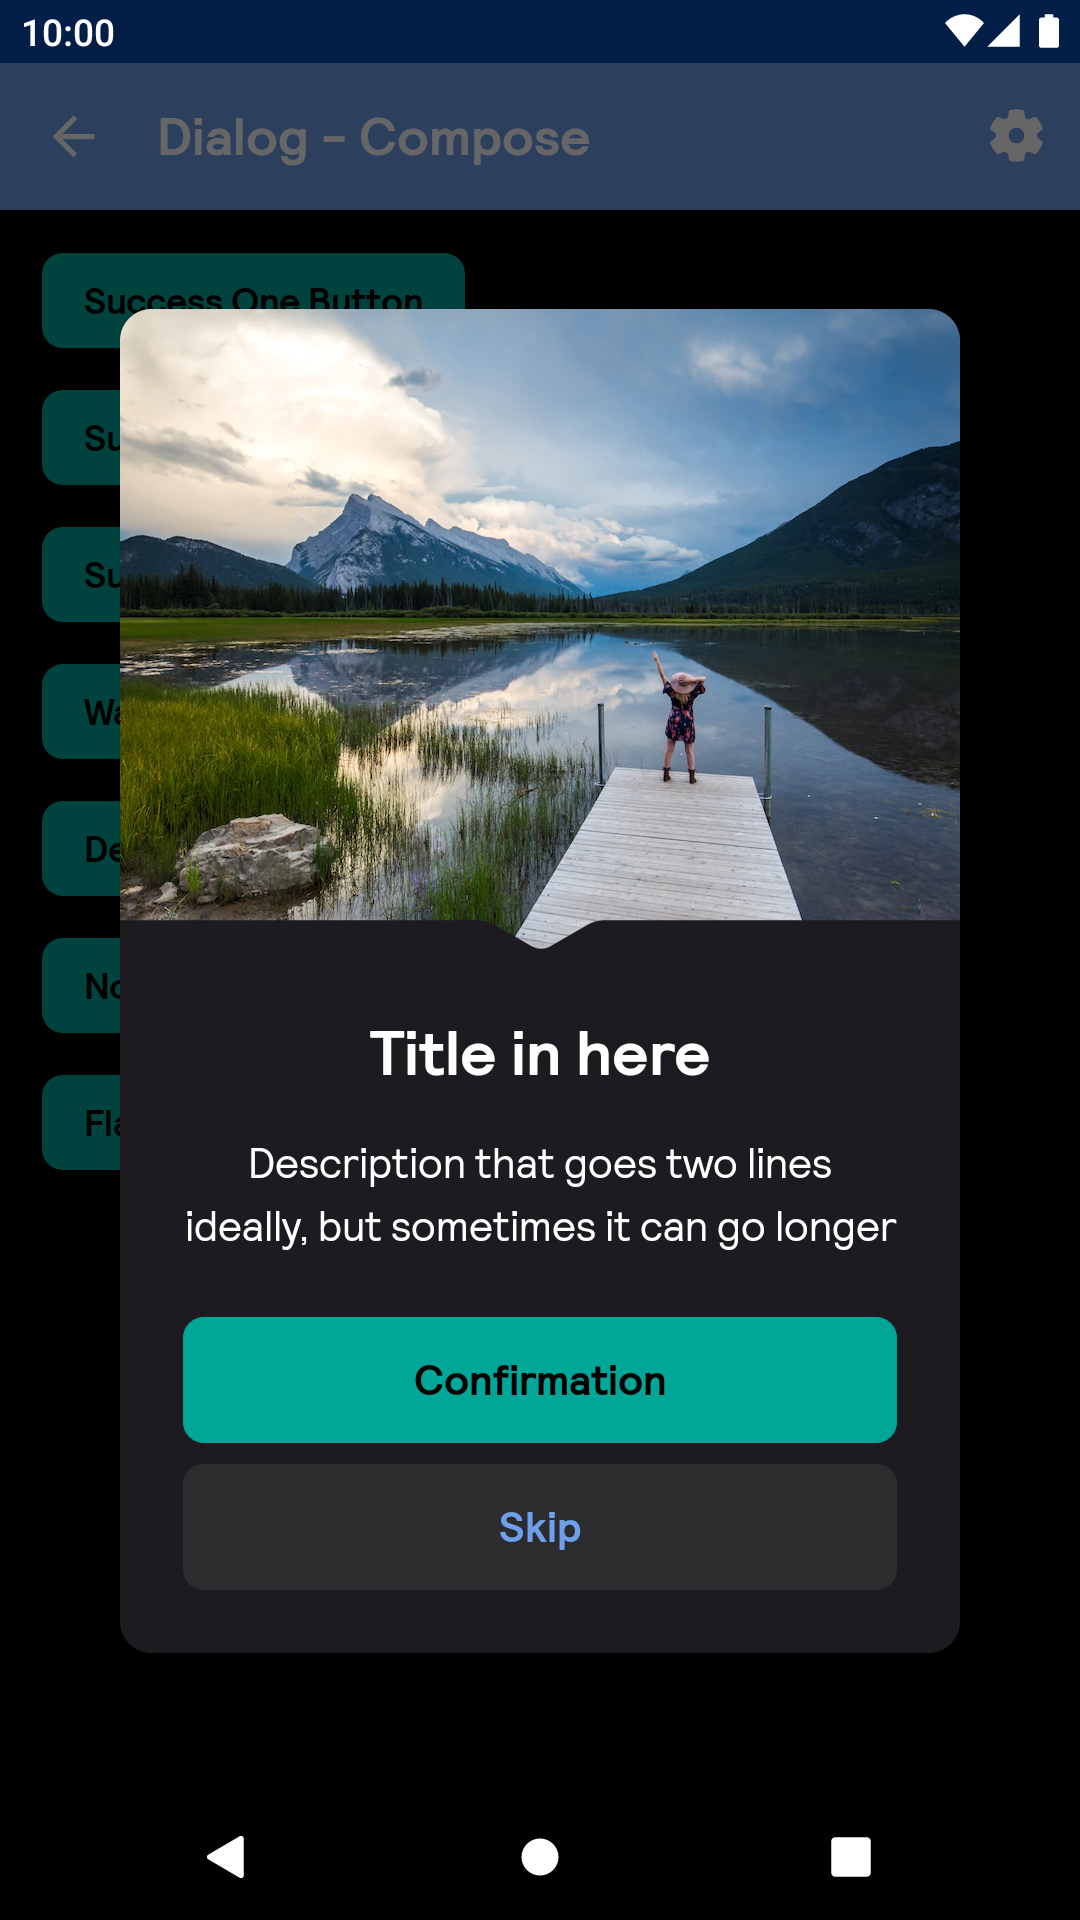 10:00
Dialog - Compose
Success One Button
Su
Su
Wa
De
No
Fla
Title in here
Description that goes two lines
ideally, but sometimes it can go longer
Confirmation
Skip